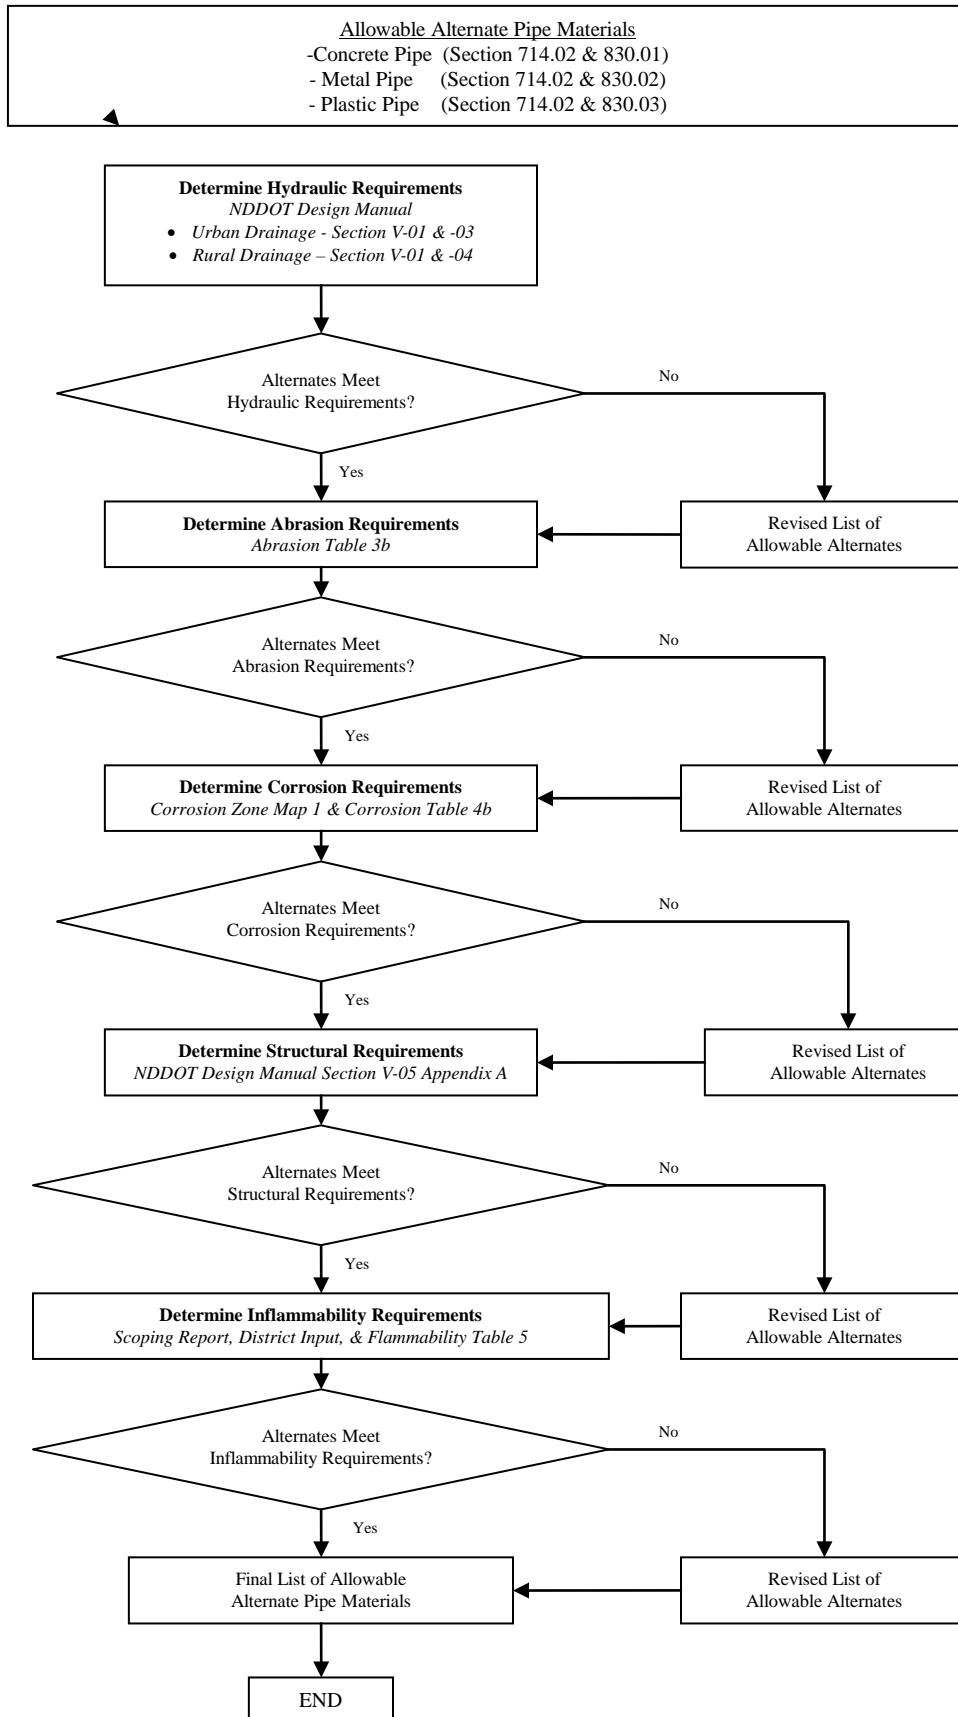 Allowable Alternate Pipe Materials
-Concrete Pipe (Section 714.02 & 830.01)
- Metal Pipe (Section 714.02 & 830.02)
- Plastic Pipe (Section 714.02 & 830.03)
Determine Hydraulic Requirements
NDDOT Design Manual
• Urban Drainage - Section V-01 & -03
• Rural Drainage – Section V-01 & -04
Alternates Meet
Hydraulic Requirements?
No
Yes
Determine Abrasion Requirements
Abrasion Table 3b
Revised List of
Allowable Alternates
Alternates Meet
Abrasion Requirements?
No
Yes
Determine Corrosion Requirements
Corrosion Zone Map 1 & Corrosion Table 4b
Revised List of
Allowable Alternates
Alternates Meet
Corrosion Requirements?
No
Yes
Determine Structural Requirements
NDDOT Design Manual Section V-05 Appendix A
Revised List of
Allowable Alternates
Alternates Meet
Structural Requirements?
No
Yes
Determine Inflammability Requirements
Scoping Report, District Input, & Flammability Table 5
Revised List of
Allowable Alternates
Alternates Meet
Inflammability Requirements?
No
Yes
Final List of Allowable
Alternate Pipe Materials
Revised List of
Allowable Alternates
END